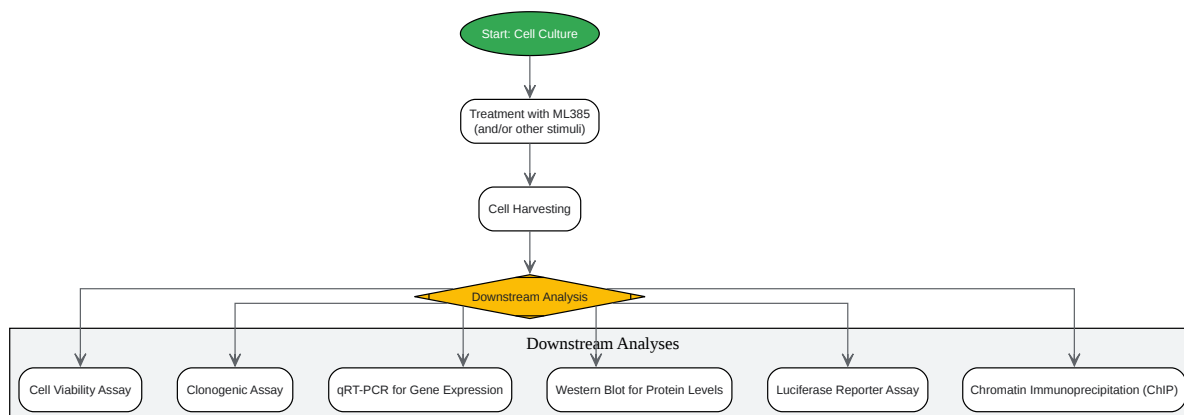 Start: Cell Culture
Treatment with ML385
(and/or other stimuli)
Cell Harvesting
Downstream Analysis
Downstream Analyses
Cell Viability Assay
Clonogenic Assay
qRT-PCR for Gene Expression
Western Blot for Protein Levels
Luciferase Reporter Assay
Chromatin Immunoprecipitation (ChIP)